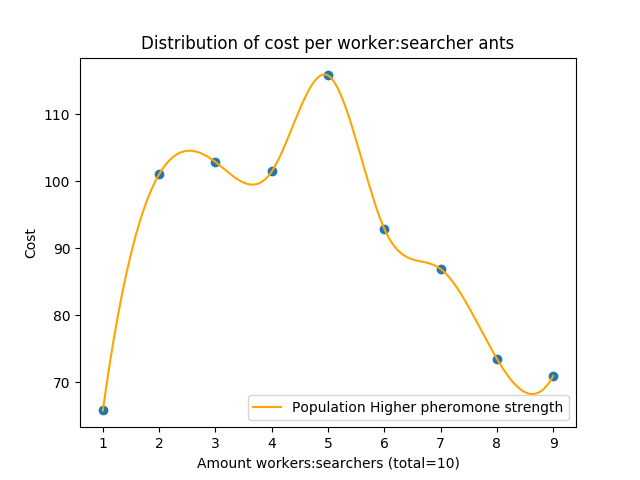 Distribution of cost per worker:searcher ants
Cost
110
100
90
80
70
Population Higher pheromone strength
1 2 3 4 5 6 7 8 9
Amount workers:searchers (total=10)